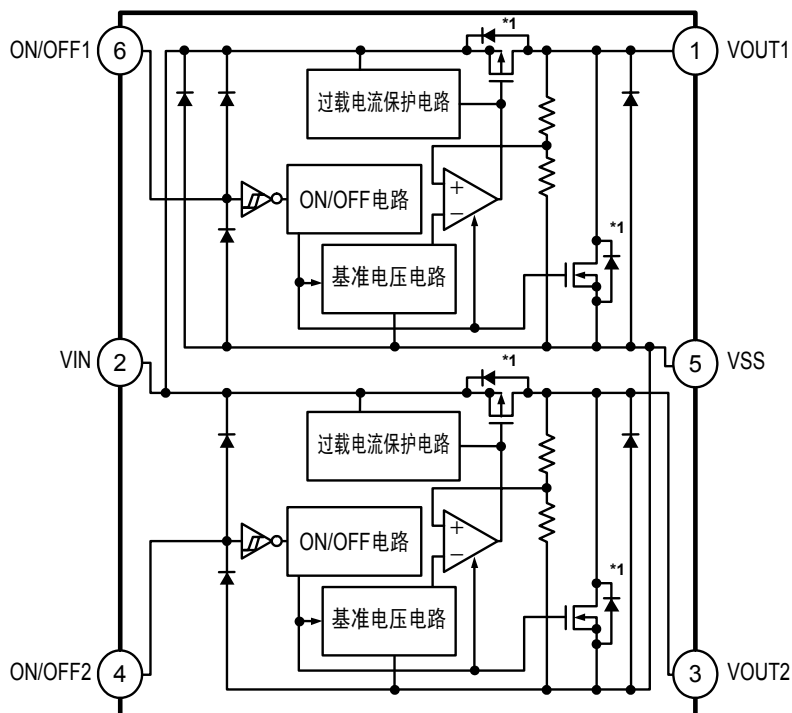 ON/OFF1 6
*1
1 VOUT1
过载电流保护电路
ON/OFF电路
+
−
*1
基准电压电路
VIN 2
5 VSS
*1
过载电流保护电路
ON/OFF电路
+
−
*1
基准电压电路
ON/OFF2 4
3 VOUT2